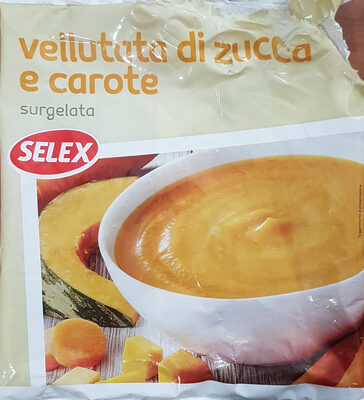 vellutata di zucca
e carote
surgelata
SELEX